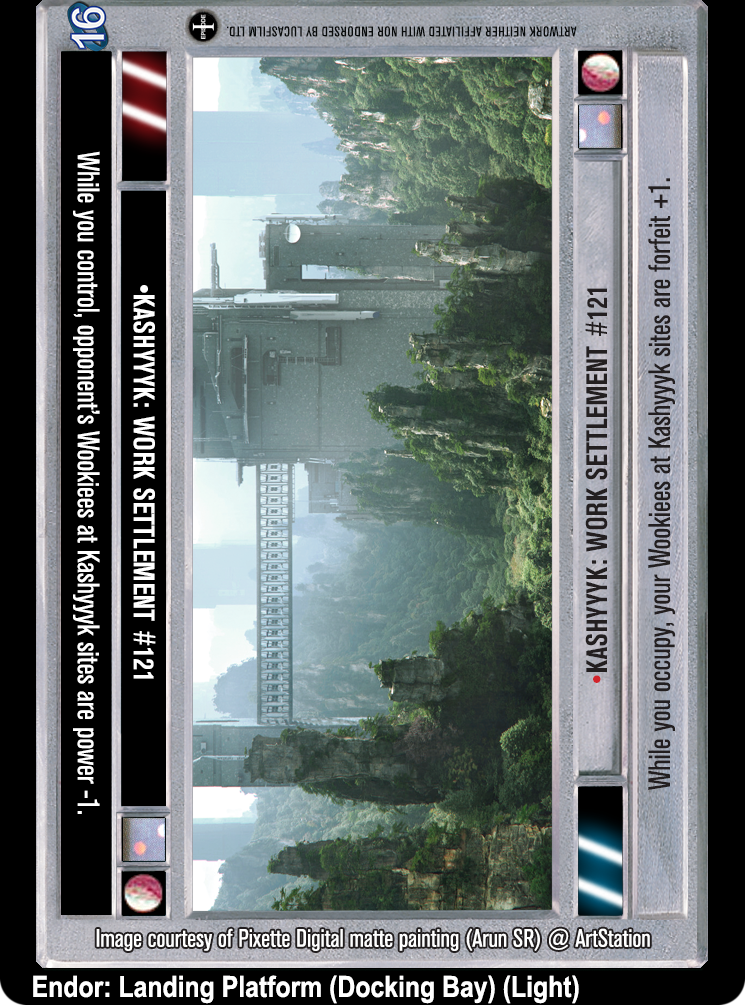 16
EPISODE
I
ARTWORK NEITHER AFFILIATED WITH NOR ENDORSED BY LUCASFILM LTD.
While you occupy, your Wookiees at Kashyyyk sites are forfeit +1.
•KASHYYYK: WORK SETTLEMENT #121
•KASHYYYK: WORK SETTLEMENT #121
While you control, opponent's Wookiees at Kashyyyk sites are power -1.
Image courtesy of Pixette Digital matte painting (Arun SR) @ ArtStation
Endor: Landing Platform (Docking Bay) (Light)